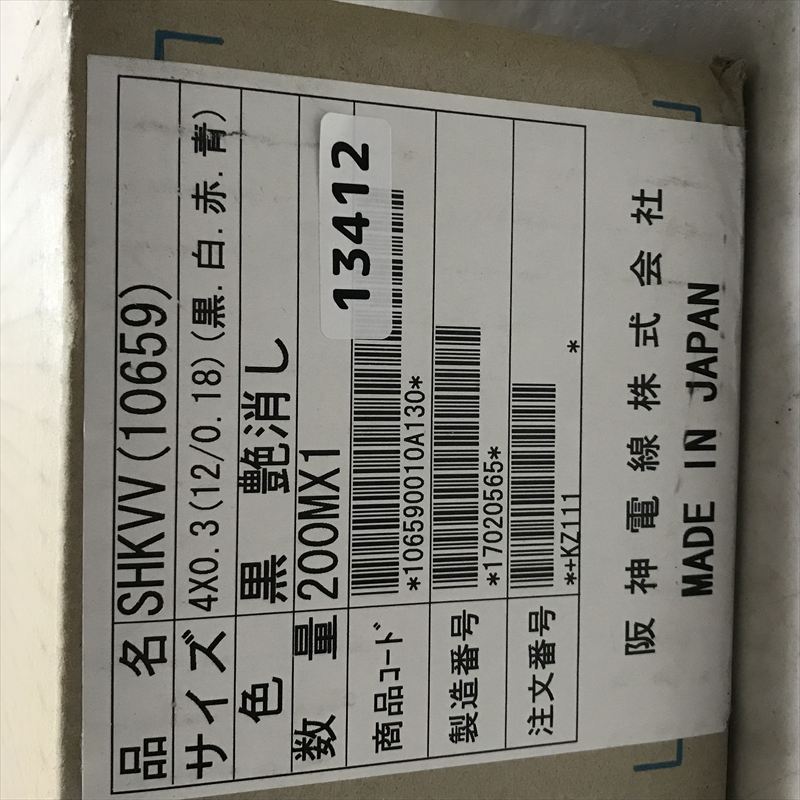 品 名 SHKVV(10659)
サイズ 4X0.3(12/0.18)(黒.白.赤.青)
色 黒 艶消し
数 量 200MX1
13412
商品コード *106590010A130*
製造番号 *17020565*
注文番号 *+KZ111 *
阪神電線株式会社
MADE IN JAPAN